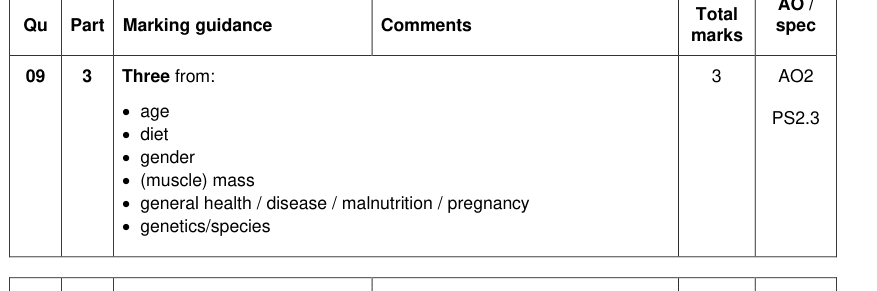 AO /
Total
Qu Part Marking guidance Comments
marks
spec
09 3 Three from: 3 AO2
• age
PS2.3
• diet
• gender
• (muscle) mass
• general health / disease / malnutrition / pregnancy
• genetics/species